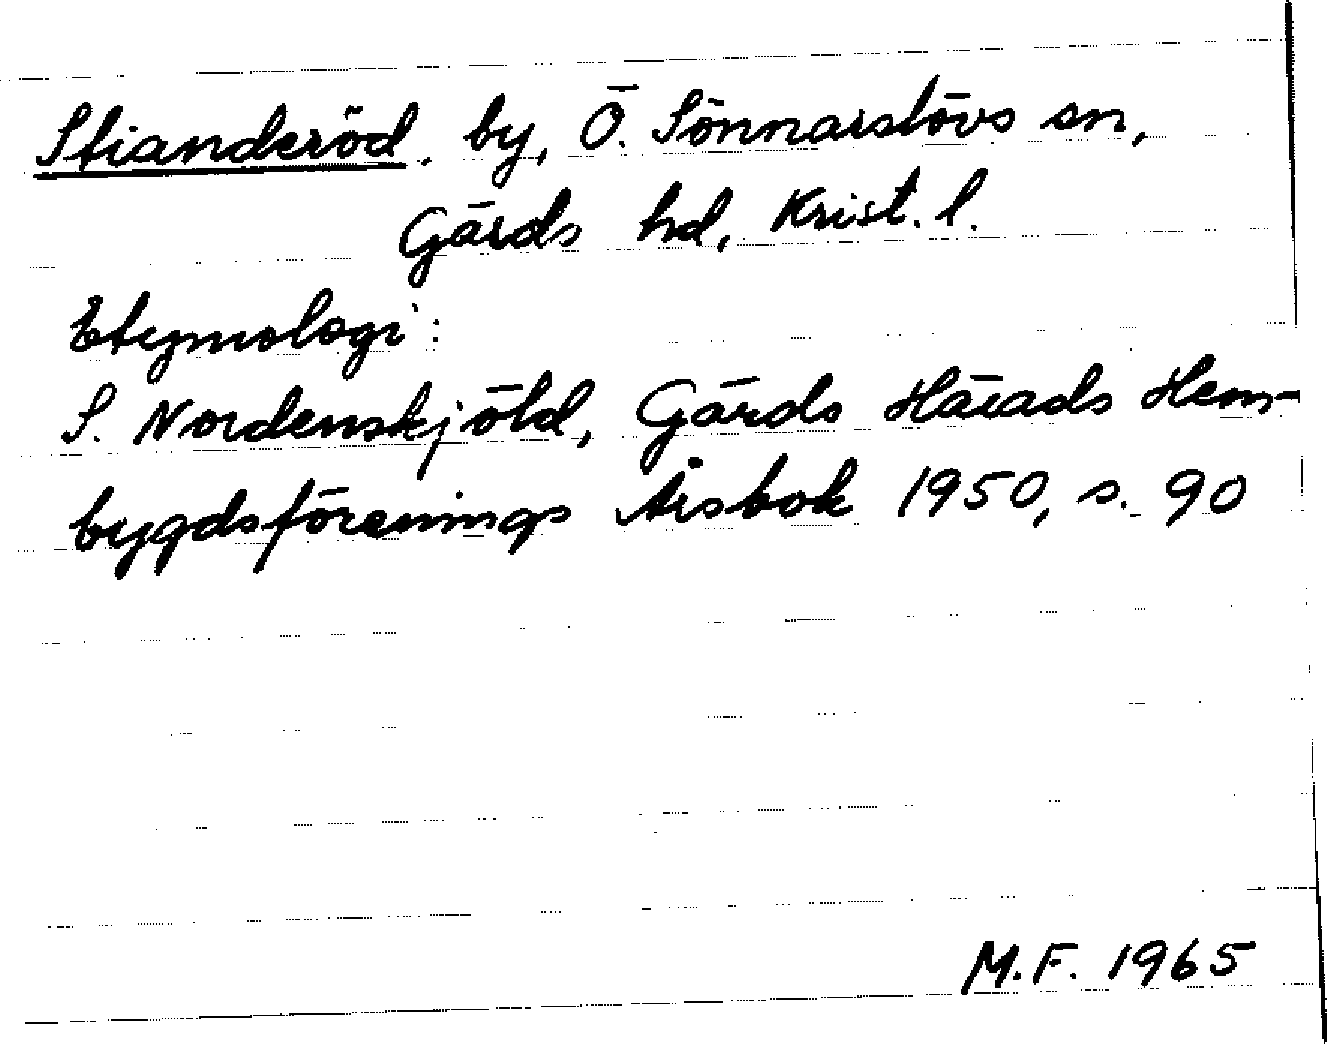 Stianderöd. by, Ö. Sönnarslövs sn,
Gärds hd, Krist. l.
Etymologi:
S. Nordenskjöld, Gärds Härads Hem-
bygdsförenings Årsbok 1950, s. 90
M.F. 1965